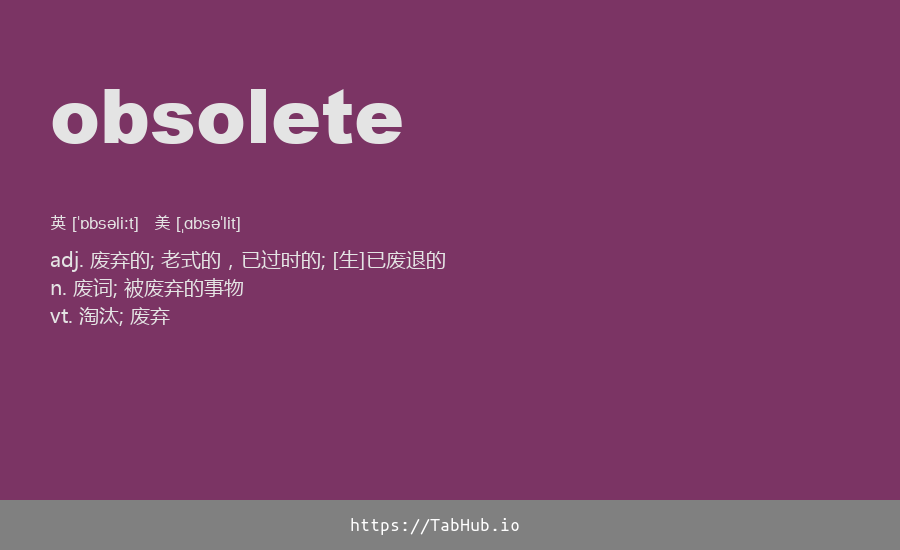 obsolete
英 [ˈɒbsəliːt] 美 [ˌɑbsəˈlit]
adj. 废弃的; 老式的，已过时的; [生]已废退的
n. 废词; 被废弃的事物
vt. 淘汰; 废弃
https://TabHub.io